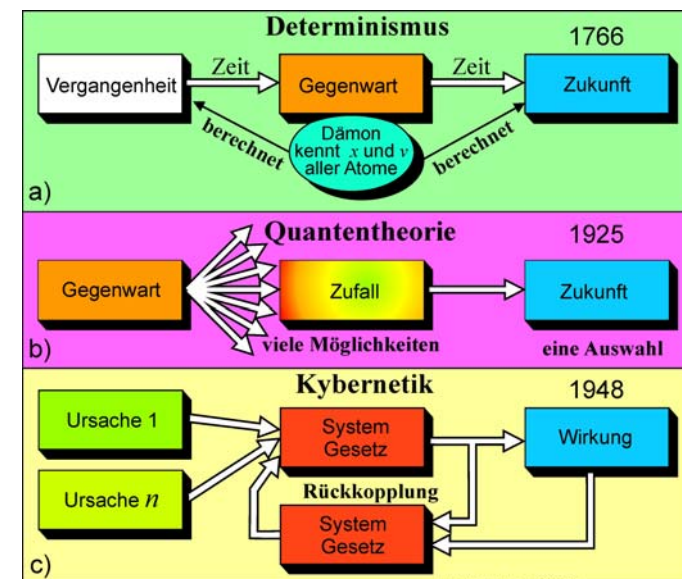 Determinismus
1766
Vergangenheit
Zeit
Gegenwart
Zeit
Zukunft
berechnet
Dämon
kennt x und v
aller Atome
berechnet
a)
Quantentheorie
1925
Gegenwart
Zufall
Zukunft
viele Möglichkeiten
eine Auswahl
b)
Kybernetik
1948
Ursache 1
System
Gesetz
Wirkung
Ursache n
Rückkopplung
System
Gesetz
c)